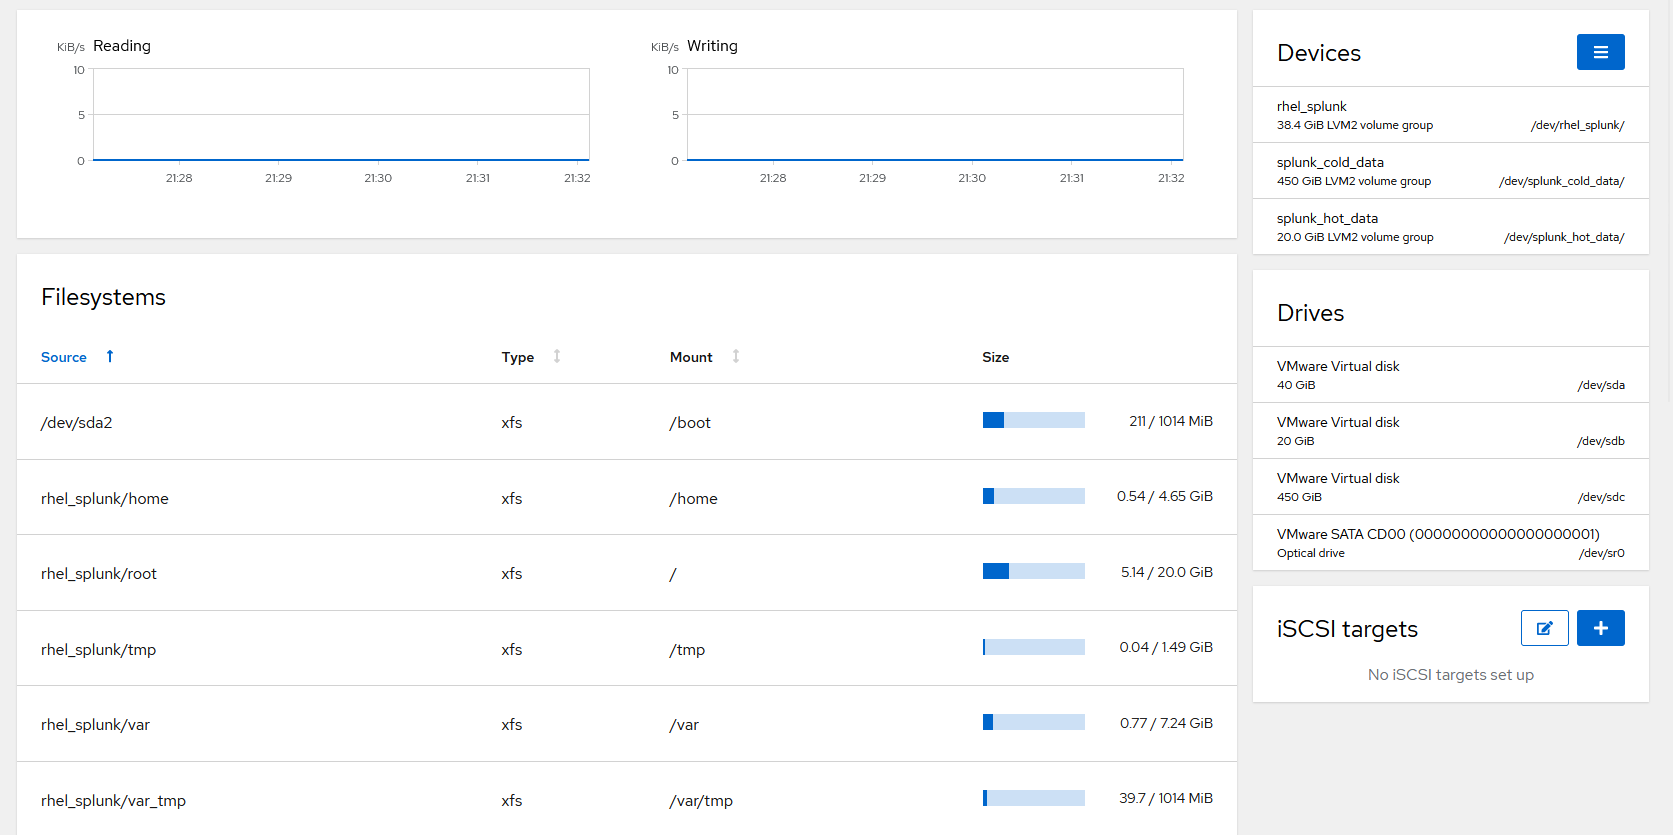 KiB/s Reading
10
5
0
21:28 21:29 21:30 21:31 21:32
KiB/s Writing
10
5
0
21:28 21:29 21:30 21:31 21:32
Filesystems
Source Type Mount Size
/dev/sda2 xfs /boot 211 / 1014 MiB
rhel_splunk/home xfs /home 0.54 / 4.65 GiB
rhel_splunk/root xfs / 5.14 / 20.0 GiB
rhel_splunk/tmp xfs /tmp 0.04 / 1.49 GiB
rhel_splunk/var xfs /var 0.77 / 7.24 GiB
rhel_splunk/var_tmp xfs /var/tmp 39.7 / 1014 MiB
Devices
rhel_splunk
38.4 GiB LVM2 volume group /dev/rhel_splunk/
splunk_cold_data
450 GiB LVM2 volume group /dev/splunk_cold_data/
splunk_hot_data
20.0 GiB LVM2 volume group /dev/splunk_hot_data/
Drives
VMware Virtual disk
40 GiB /dev/sda
VMware Virtual disk
20 GiB /dev/sdb
VMware Virtual disk
450 GiB /dev/sdc
VMware SATA CD00 (00000000000000000001)
Optical drive /dev/sr0
iSCSI targets
No iSCSI targets set up